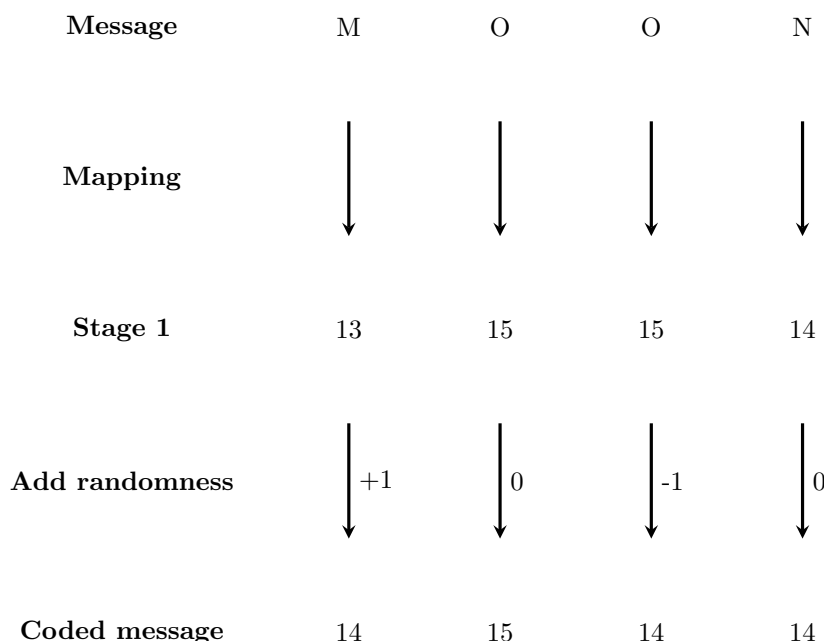 Message M O O N
Mapping
Stage 1 13 15 15 14
Add randomness +1 0 -1 0
Coded message 14 15 14 14